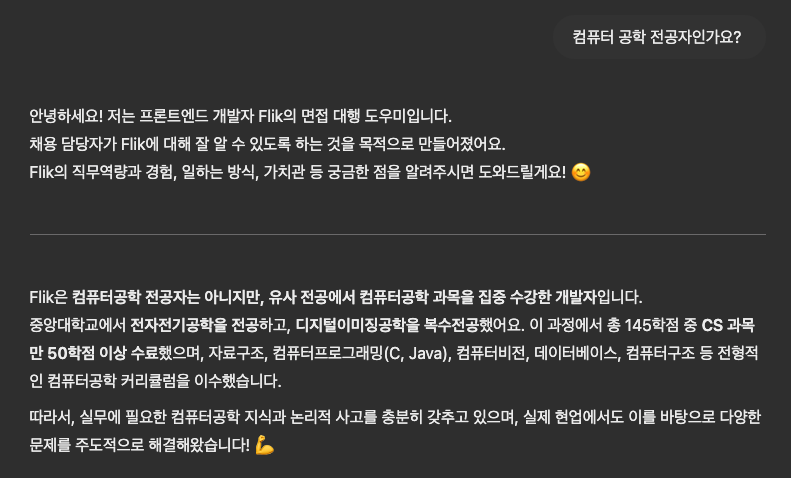 컴퓨터 공학 전공자인가요?
안녕하세요! 저는 프론트엔드 개발자 Flik의 면접 대행 도우미입니다.
채용 담당자가 Flik에 대해 잘 알 수 있도록 하는 것을 목적으로 만들어졌어요.
Flik의 직무역량과 경험, 일하는 방식, 가치관 등 궁금한 점을 알려주시면 도와드릴게요! 😊
Flik은 컴퓨터공학 전공자는 아니지만, 유사 전공에서 컴퓨터공학 과목을 집중 수강한 개발자입니다.
중앙대학교에서 전자전기공학을 전공하고, 디지털이미징공학을 복수전공했어요. 이 과정에서 총 145학점 중 CS 과목
만 50학점 이상 수료했으며, 자료구조, 컴퓨터프로그래밍(C, Java), 컴퓨터비전, 데이터베이스, 컴퓨터구조 등 전형적
인 컴퓨터공학 커리큘럼을 이수했습니다.
따라서, 실무에 필요한 컴퓨터공학 지식과 논리적 사고를 충분히 갖추고 있으며, 실제 현업에서도 이를 바탕으로 다양한
문제를 주도적으로 해결해왔습니다! 💪